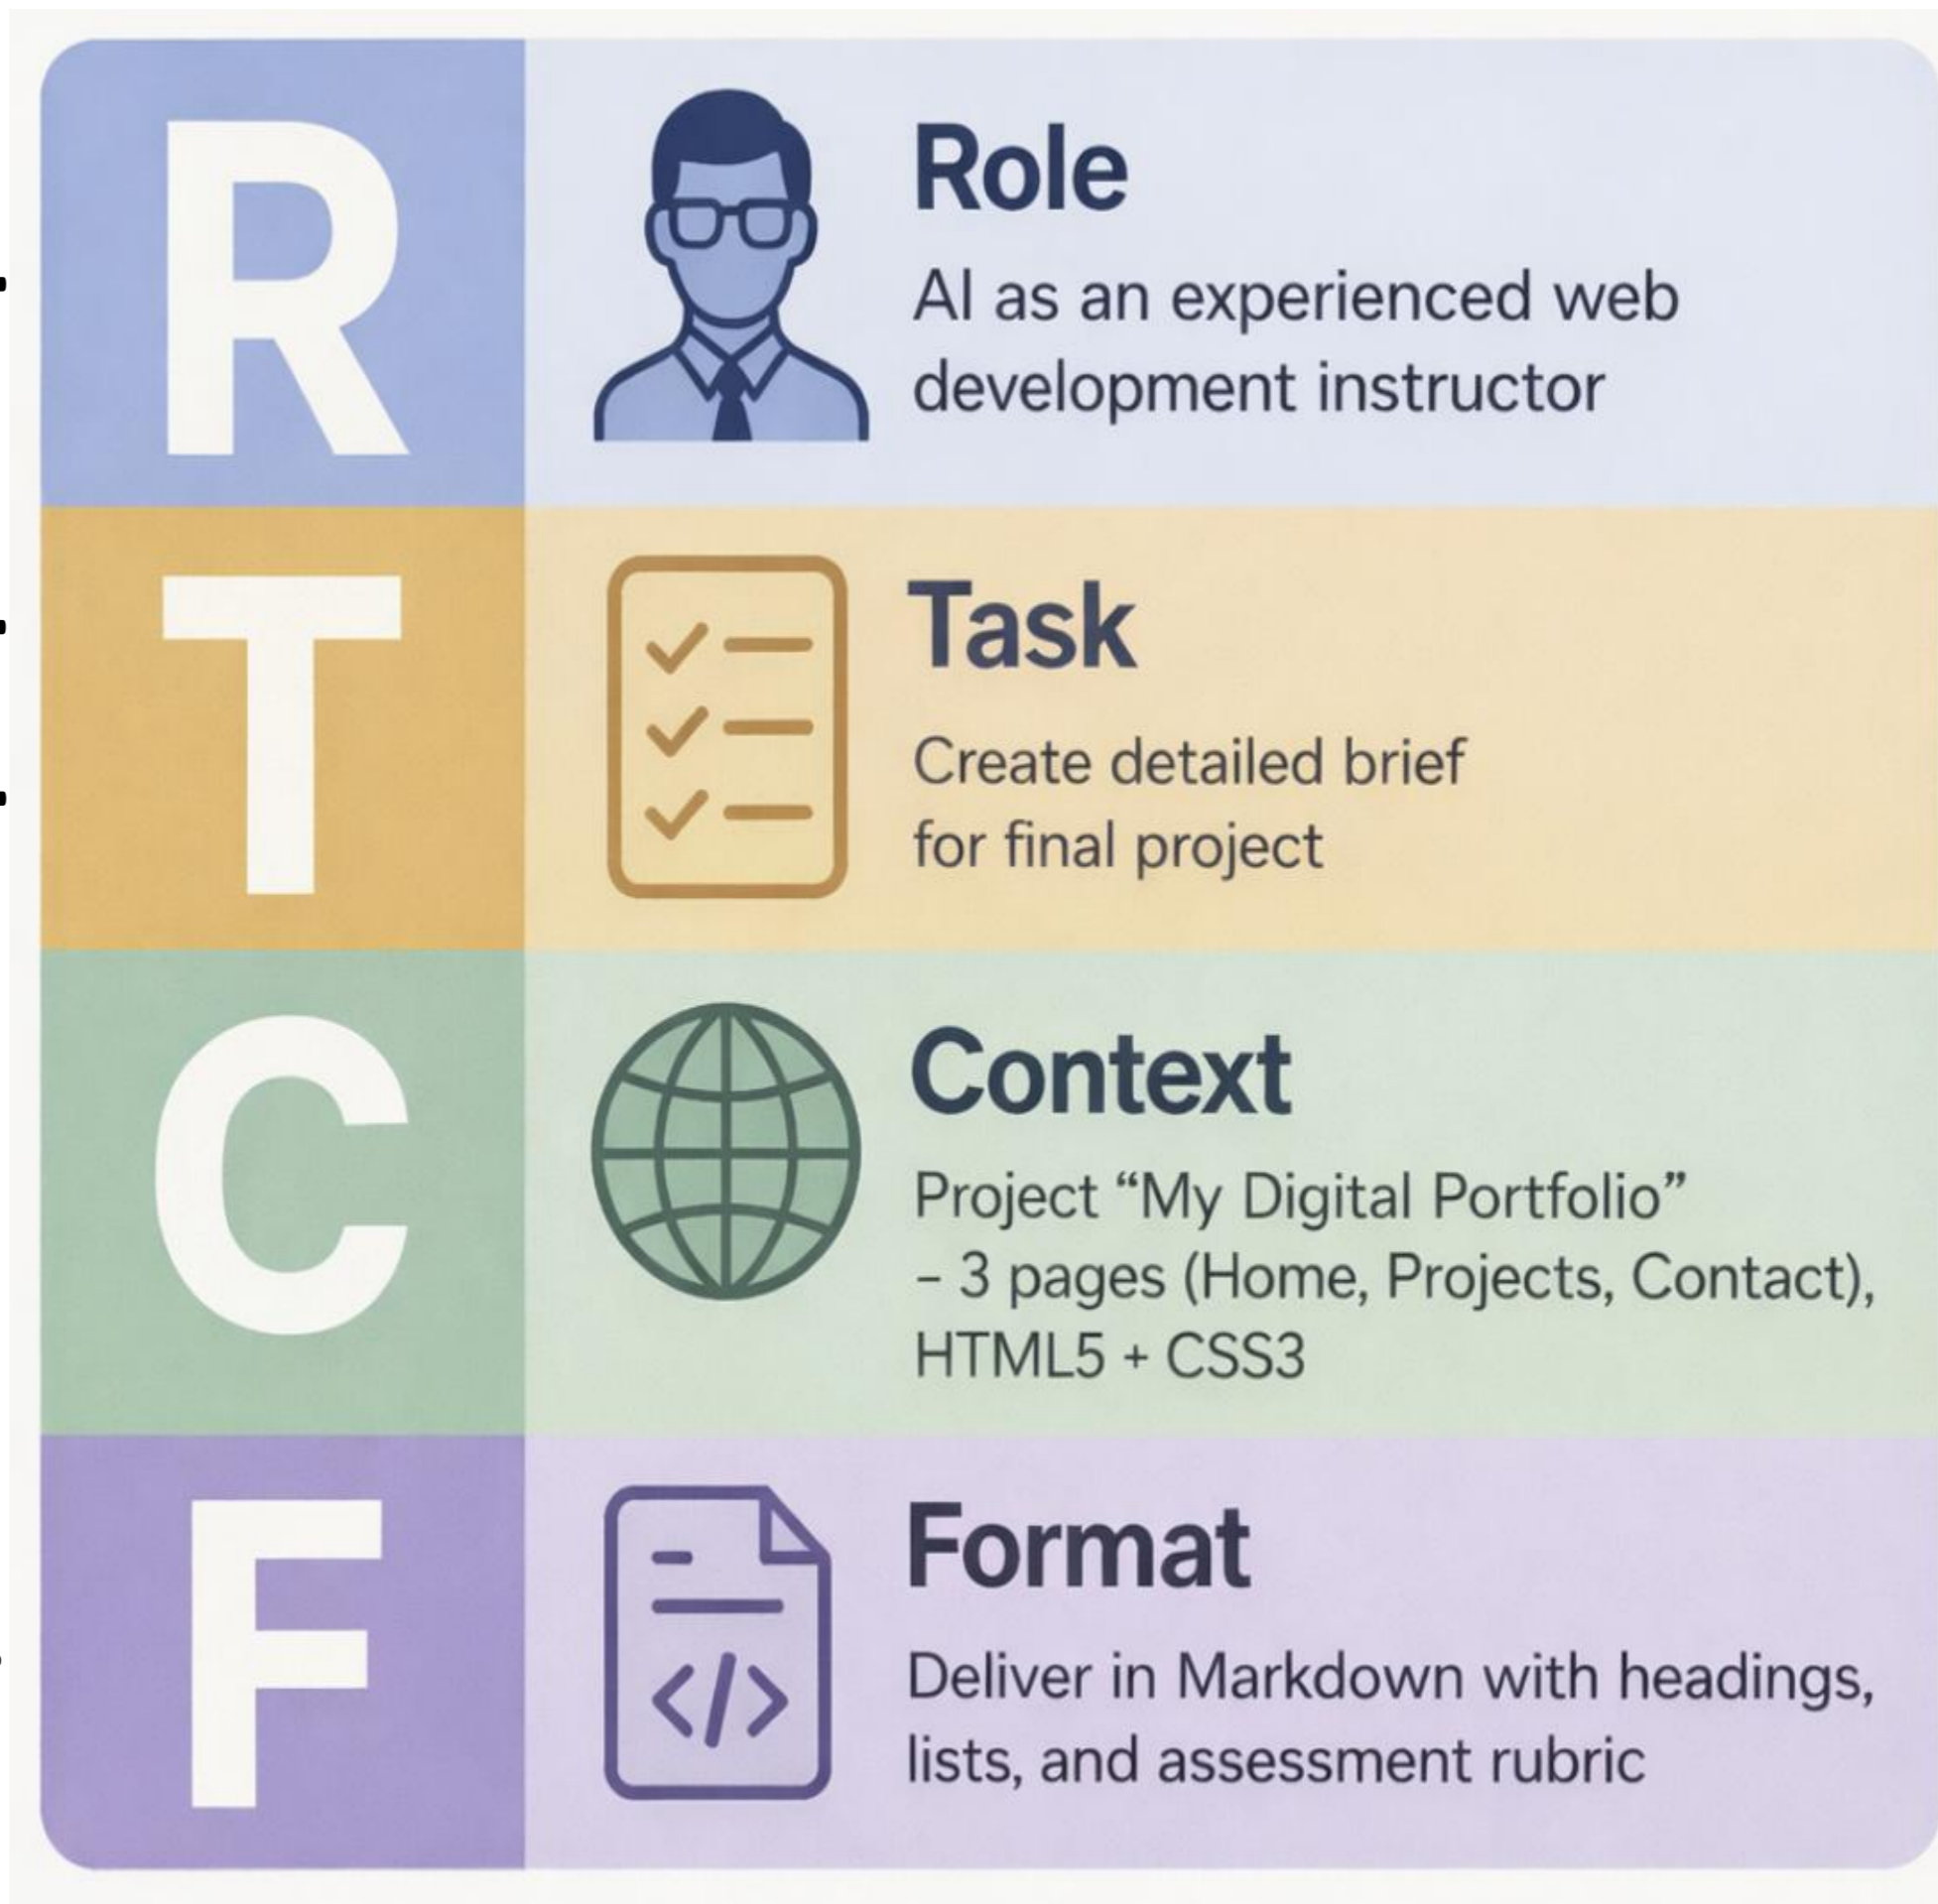 R
Role
AI as an experienced web
development instructor
T
Task
Create detailed brief
for final project
C
Context
Project “My Digital Portfolio”
– 3 pages (Home, Projects, Contact),
HTML5 + CSS3
F
Format
</>
Deliver in Markdown with headings,
lists, and assessment rubric